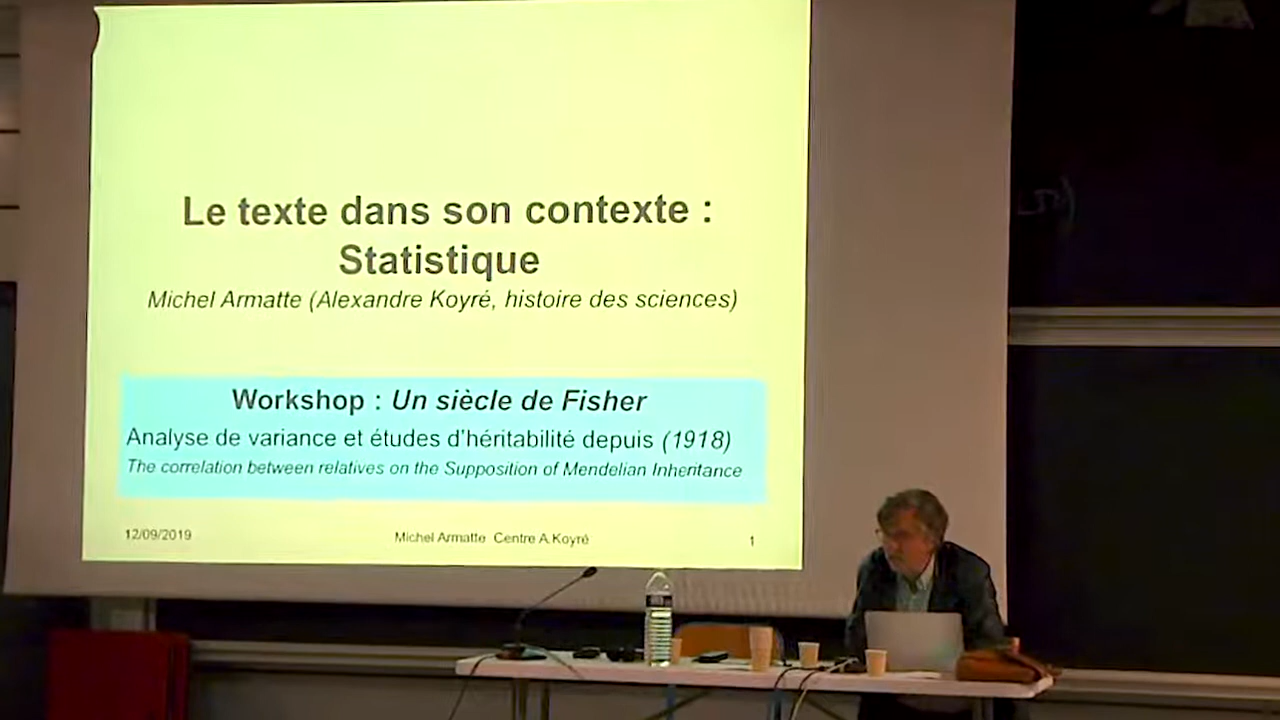 Le texte dans son contexte :
Statistique
Michel Armatte (Alexandre Koyré, histoire des sciences)
Workshop : Un siècle de Fisher
Analyse de variance et études d'héritabilité depuis (1918)
The correlation between relatives on the Supposition of Mendelian Inheritance
12/09/2019 Michel Armatte Centre A.Koyré 1